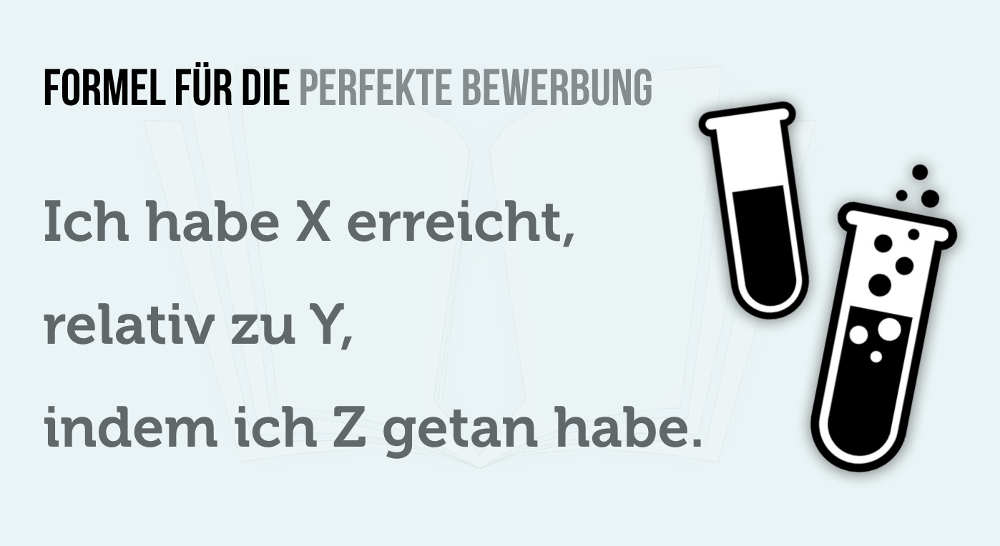 FORMEL FÜR DIE PERFEKTE BEWERBUNG
Ich habe X erreicht,
relativ zu Y,
indem ich Z getan habe.